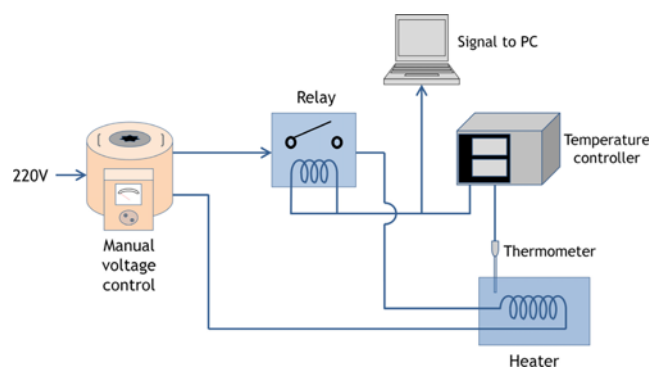 Signal to PC
Relay
Temperature
controller
220V
Manual
voltage
control
Thermometer
Heater